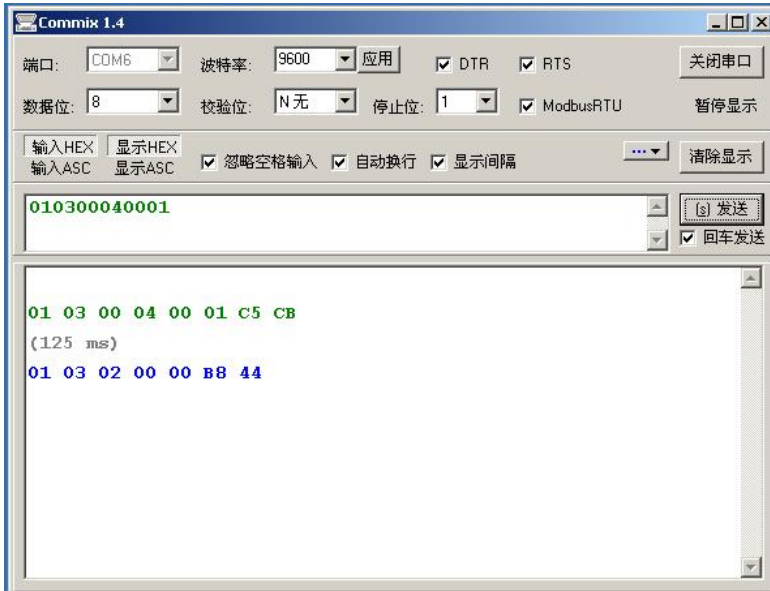 Commix 1.4
端口: COM6 波特率: 9600 应用 DTR RTS 关闭串口
数据位: 8 校验位: N无 停止位: 1 ModbusRTU 暂停显示
输入HEX 显示HEX
输入ASC 显示ASC 忽略空格输入 自动换行 显示间隔 ... 清除显示
010300040001 (s) 发送
回车发送
01 03 00 04 00 01 C5 CB
(125 ms)
01 03 02 00 00 B8 44